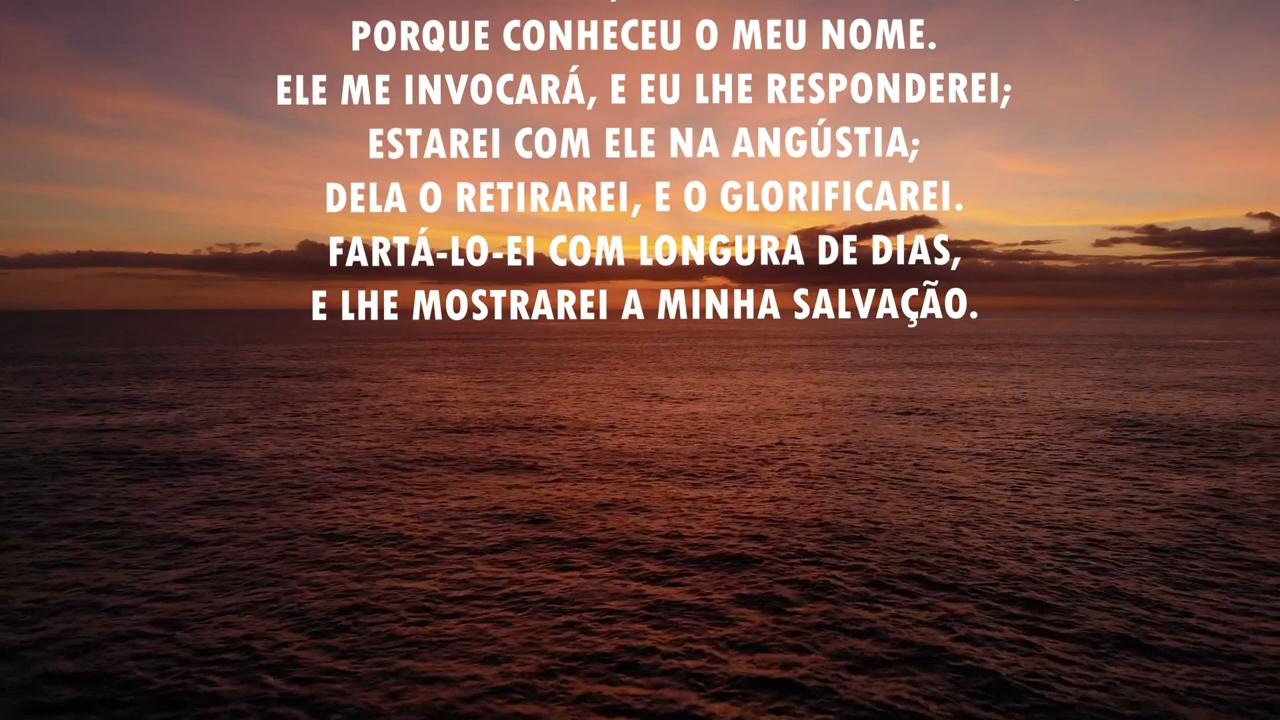 PORQUE CONHECEU O MEU NOME.
ELE ME INVOCARÁ, E EU LHE RESPONDEREI;
ESTAREI COM ELE NA ANGÚSTIA;
DELA O RETIRAREI, E O GLORIFICAREI.
FARTÁ-LO-EI COM LONGURA DE DIAS,
E LHE MOSTRAREI A MINHA SALVAÇÃO.